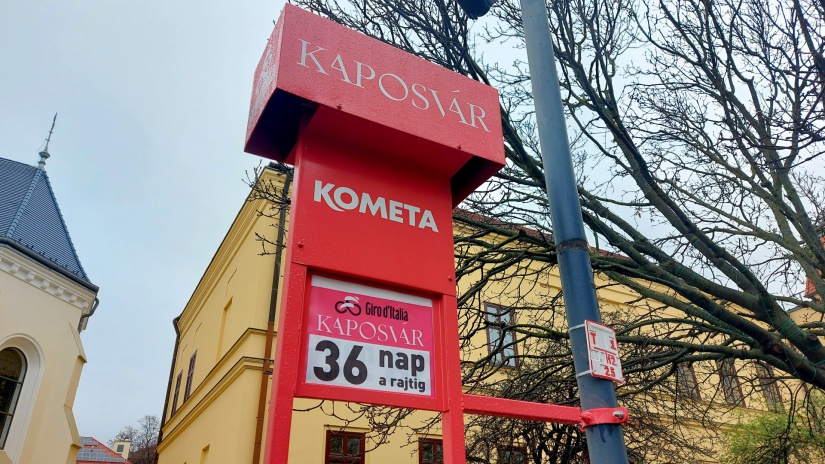 KAPOSVÁR
KOMETA
Giro d'Italia
KAPOSVÁR
36 nap
a rajtig